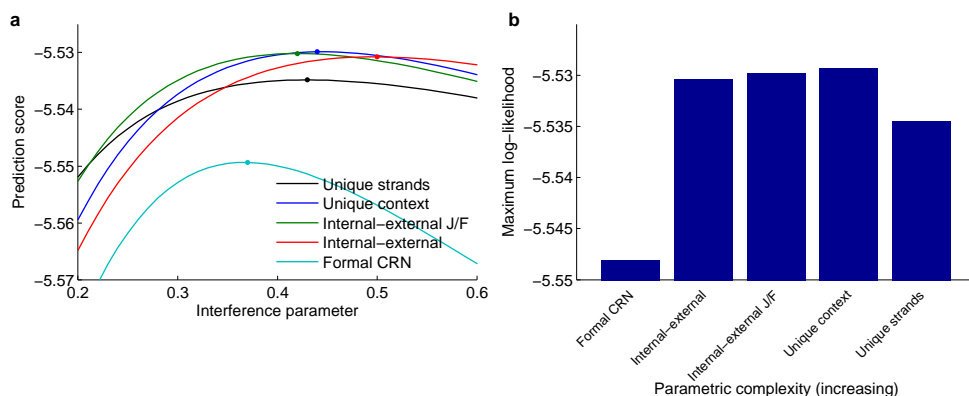 a
−5.53
−5.54
−5.55
−5.56
−5.57
Prediction score
0.2
0.3
0.4
0.5
0.6
Interference parameter
Unique strands
Unique context
Internal−external J/F
Internal−external
Formal CRN
b
−5.53
−5.535
−5.54
−5.545
−5.55
Maximum log−likelihood
Formal CRN
Internal−external
Internal−external J/F
Unique context
Unique strands
Parametric complexity (increasing)